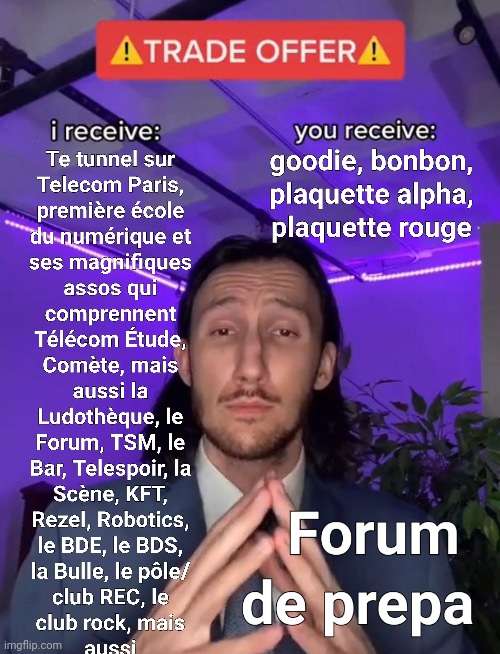 ⚠️TRADE OFFER⚠️
i receive:
Te tunnel sur
Telecom Paris,
première école
du numérique et
ses magnifiques
assos qui
comprennent
Télécom Étude,
Comète, mais
aussi la
Ludothèque, le
Forum, TSM, le
Bar, Telespoir, la
Scène, KFT,
Rezel, Robotics,
le BDE, le BDS,
la Bulle, le pôle/
club REC, le
club rock, mais
aussi
you receive:
goodie, bonbon,
plaquette alpha,
plaquette rouge
Forum
de prepa
imgflip.com